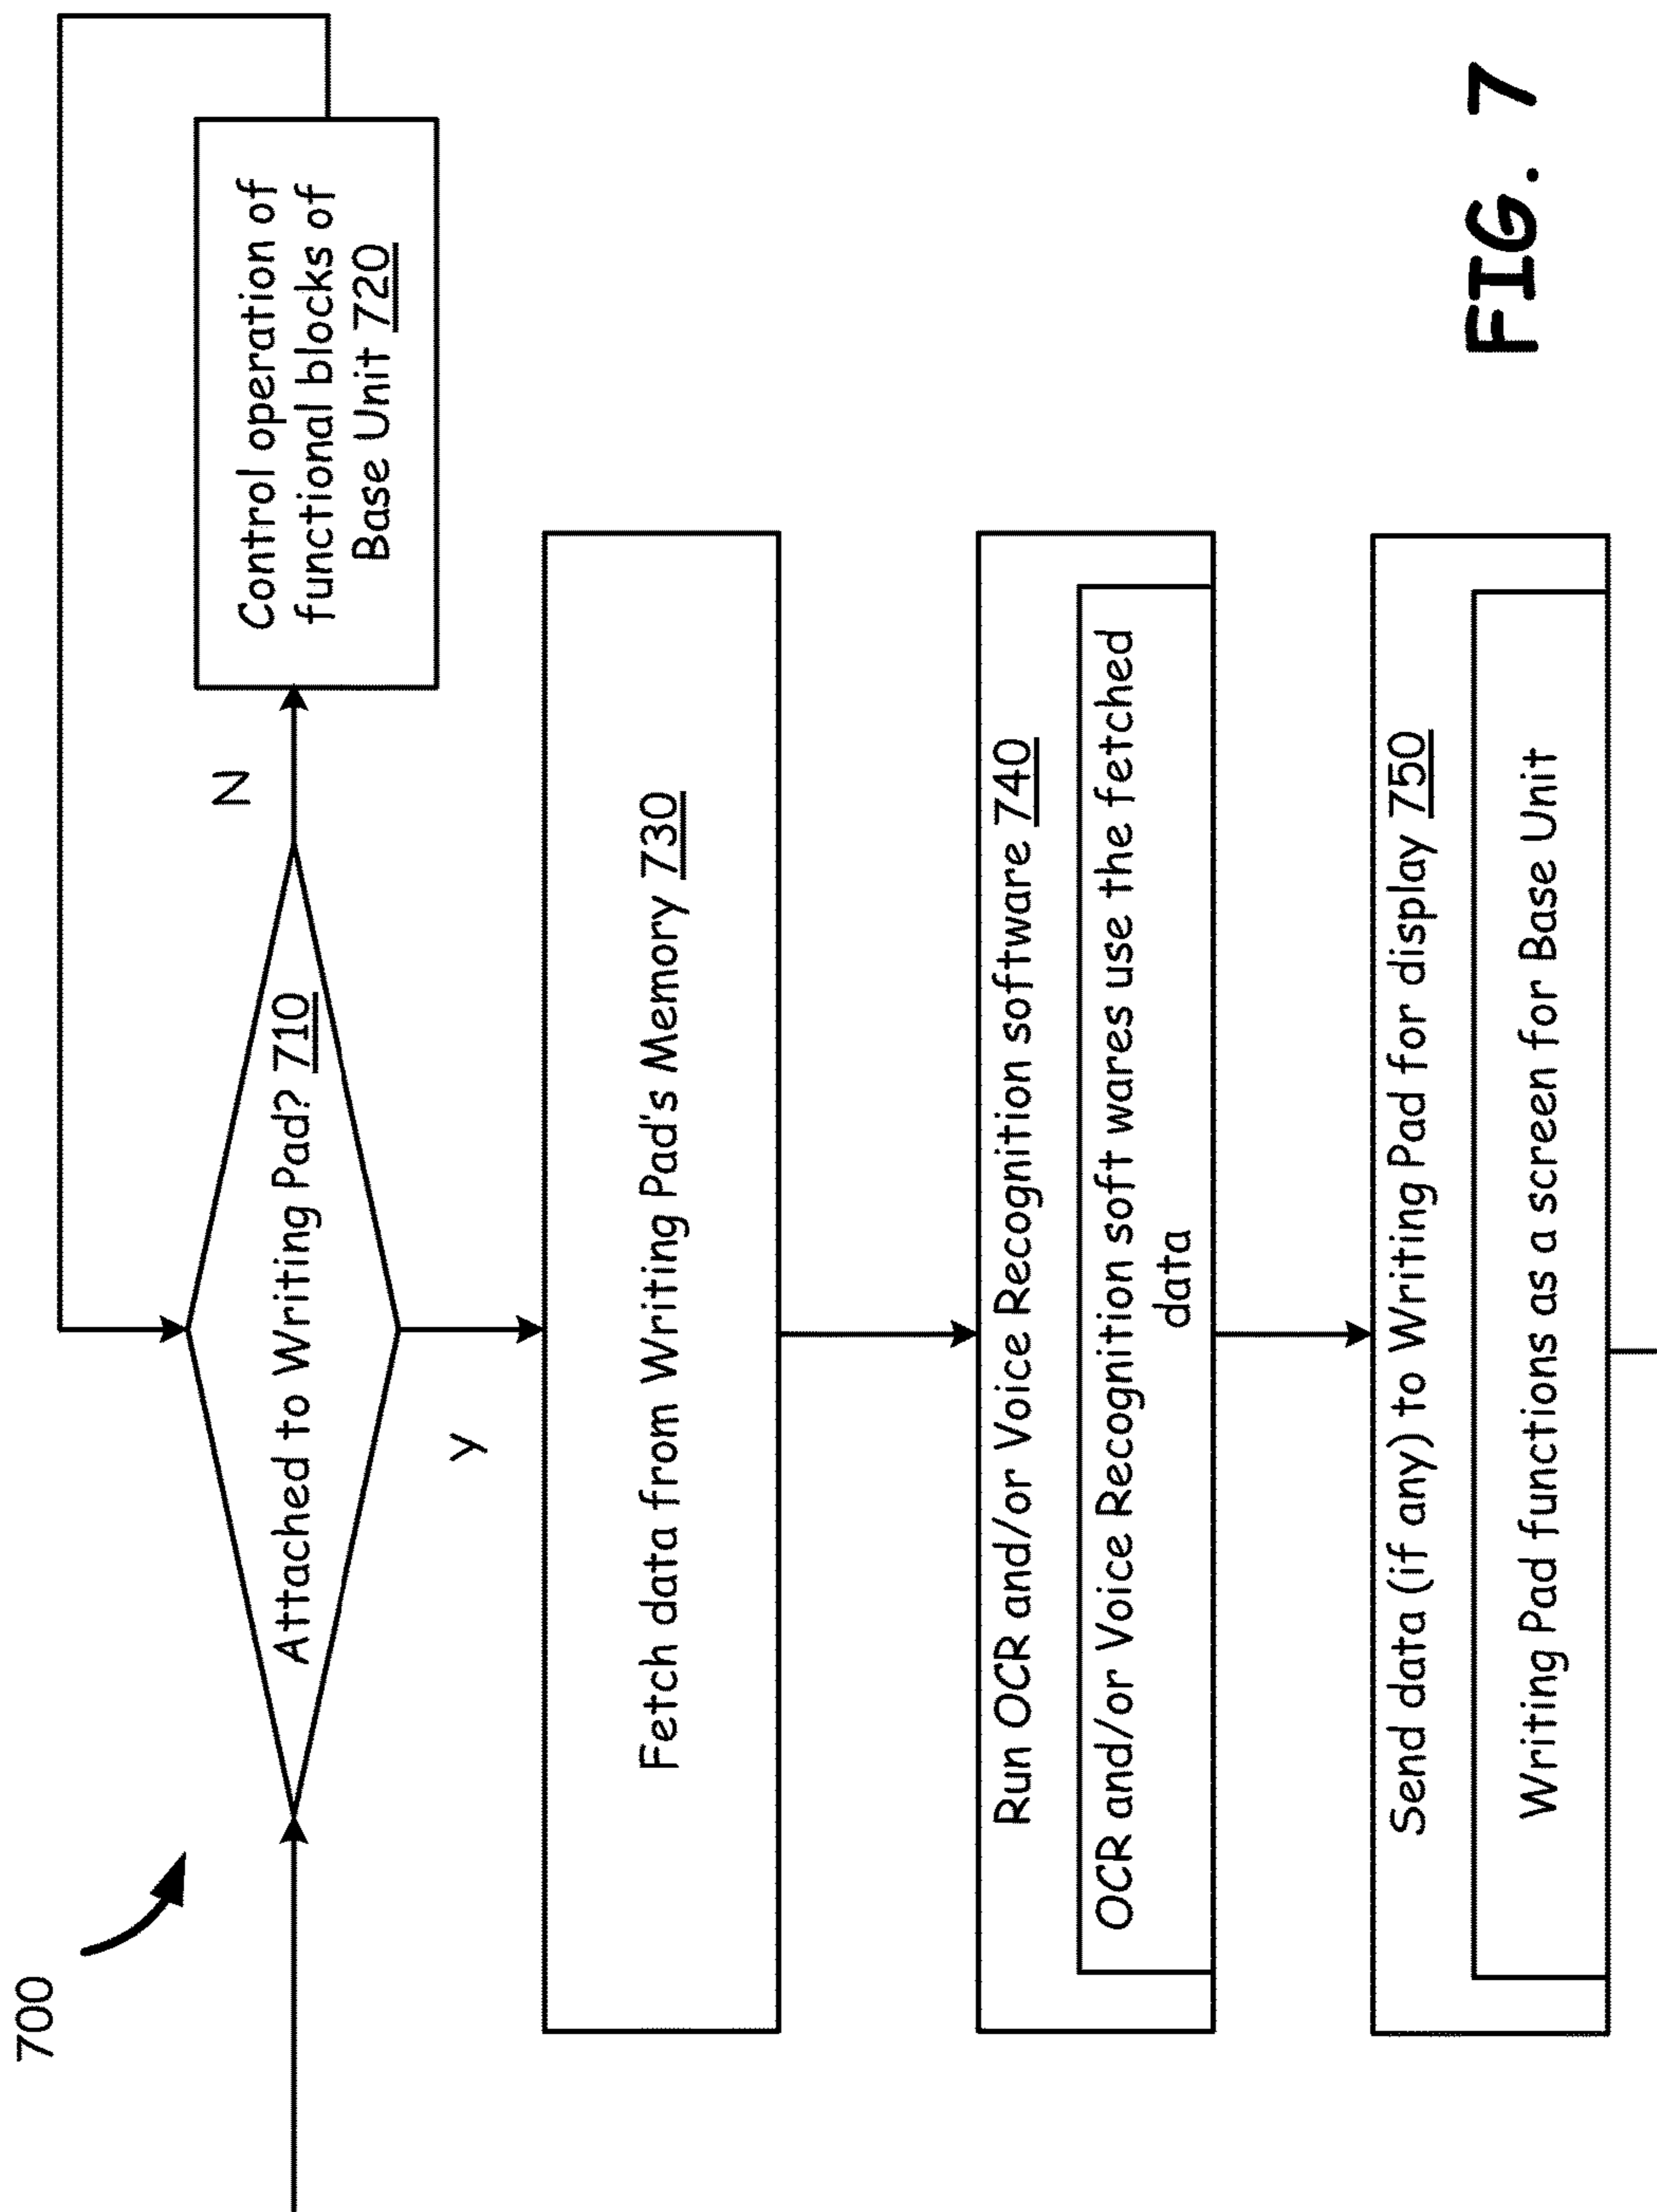 700
Attached to Writing Pad? 710
N
Control operation of
functional blocks of
Base Unit 720
y
Fetch data from Writing Pad's Memory 730
Run OCR and/or Voice Recognition software 740
OCR and/or Voice Recognition soft wares use the fetched
data
Send data (if any) to Writing Pad for display 750
Writing Pad functions as a screen for Base Unit
FIG. 7